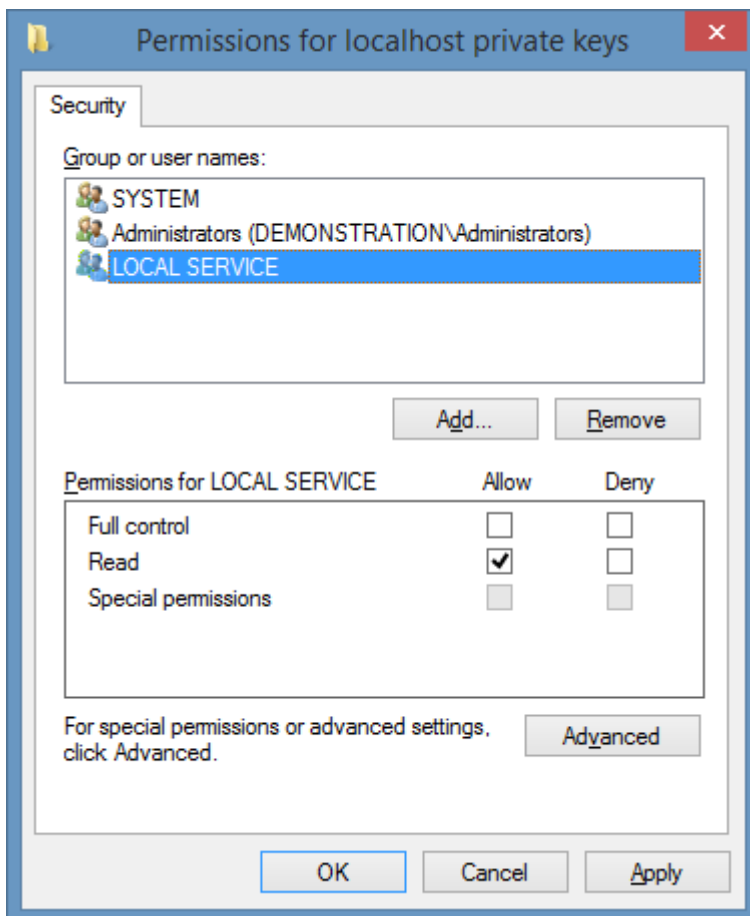 Permissions for localhost private keys
Security
Group or user names:
SYSTEM
Administrators (DEMONSTRATION\Administrators)
LOCAL SERVICE
Add... Remove
Permissions for LOCAL SERVICE Allow Deny
Full control
Read
Special permissions
For special permissions or advanced settings,
click Advanced.
Advanced
OK Cancel Apply